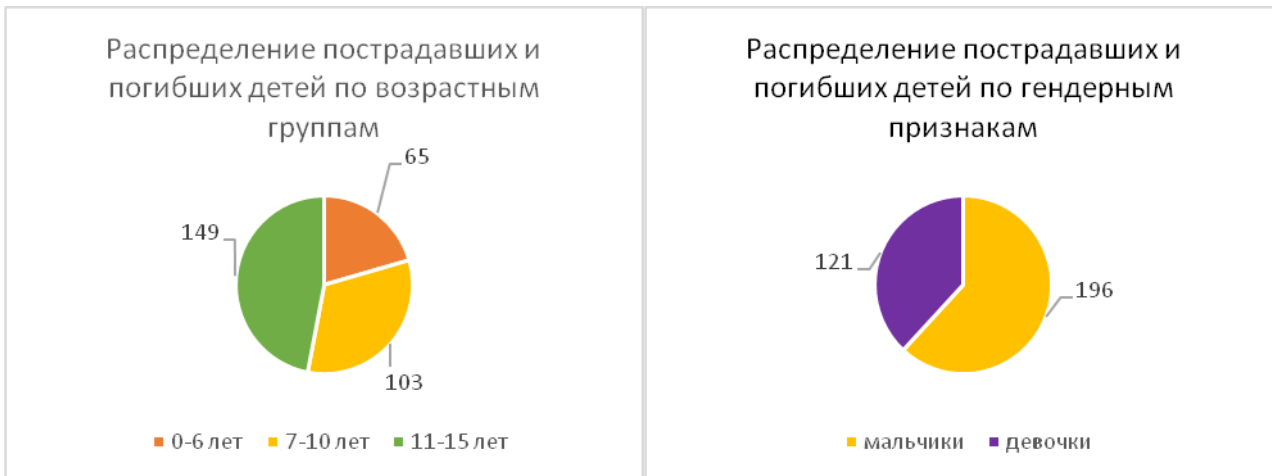 Распределение пострадавших и
погибших детей по возрастным
группам
65
149
103
0-6 лет 7-10 лет 11-15 лет
Распределение пострадавших и
погибших детей по гендерным
признакам
121
196
мальчики девочки